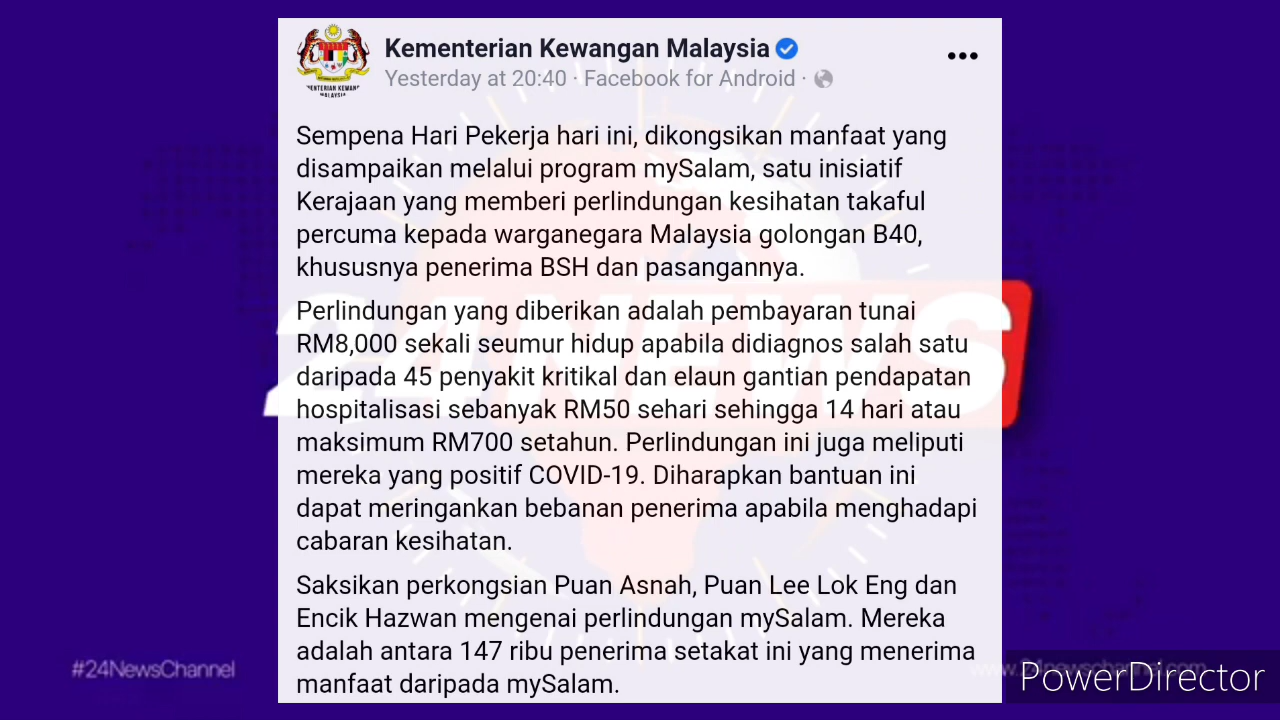 Kementerian Kewangan Malaysia
Yesterday at 20:40 · Facebook for Android ·
Sempena Hari Pekerja hari ini, dikongsikan manfaat yang
disampaikan melalui program mySalam, satu inisiatif
Kerajaan yang memberi perlindungan kesihatan takaful
percuma kepada warganegara Malaysia golongan B40,
khususnya penerima BSH dan pasangannya.
Perlindungan yang diberikan adalah pembayaran tunai
RM8,000 sekali seumur hidup apabila didiagnos salah satu
daripada 45 penyakit kritikal dan elaun gantian pendapatan
hospitalisasi sebanyak RM50 sehari sehingga 14 hari atau
maksimum RM700 setahun. Perlindungan ini juga meliputi
mereka yang positif COVID-19. Diharapkan bantuan ini
dapat meringankan bebanan penerima apabila menghadapi
cabaran kesihatan.
Saksikan perkongsian Puan Asnah, Puan Lee Lok Eng dan
Encik Hazwan mengenai perlindungan mySalam. Mereka
adalah antara 147 ribu penerima setakat ini yang menerima
manfaat daripada mySalam.
24NEWS
#24NewsChannel
www.24newschannel.com
PowerDirector